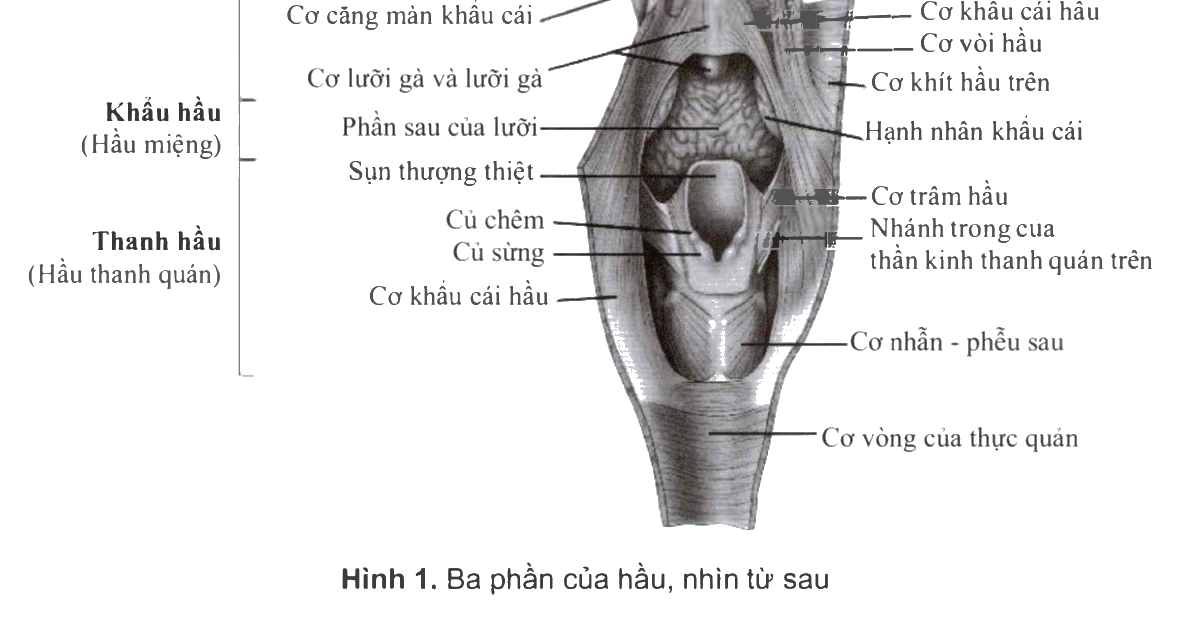 Cơ căng màn khẩu cái
Cơ lưỡi gà và lưỡi gà
Khẩu hầu
(Hầu miệng)
Phần sau của lưỡi
Sụn thượng thiệt
Củ chêm
Thanh hầu
(Hầu thanh quán)
Củ sừng
Cơ khẩu cái hầu
Cơ khẩu cái hầu
Cơ vòi hầu
Cơ khít hầu trên
Hạnh nhân khẩu cái
Cơ trâm hầu
Nhánh trong của
thần kinh thanh quán trên
Cơ nhẫn - phễu sau
Cơ vòng của thực quản
Hình 1. Ba phần của hầu, nhìn từ sau